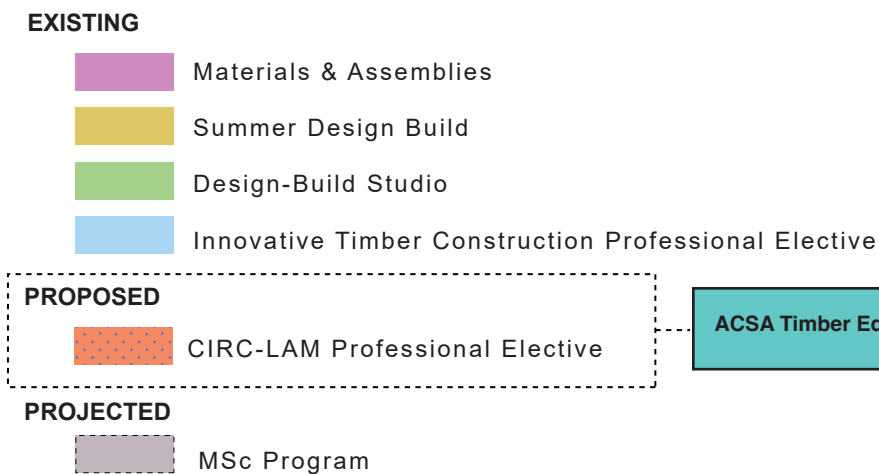 EXISTING
Materials & Assemblies
Summer Design Build
Design-Build Studio
Innovative Timber Construction Professional Elective
PROPOSED
CIRC-LAM Professional Elective
ACSA Timber
PROJECTED
MSc Program